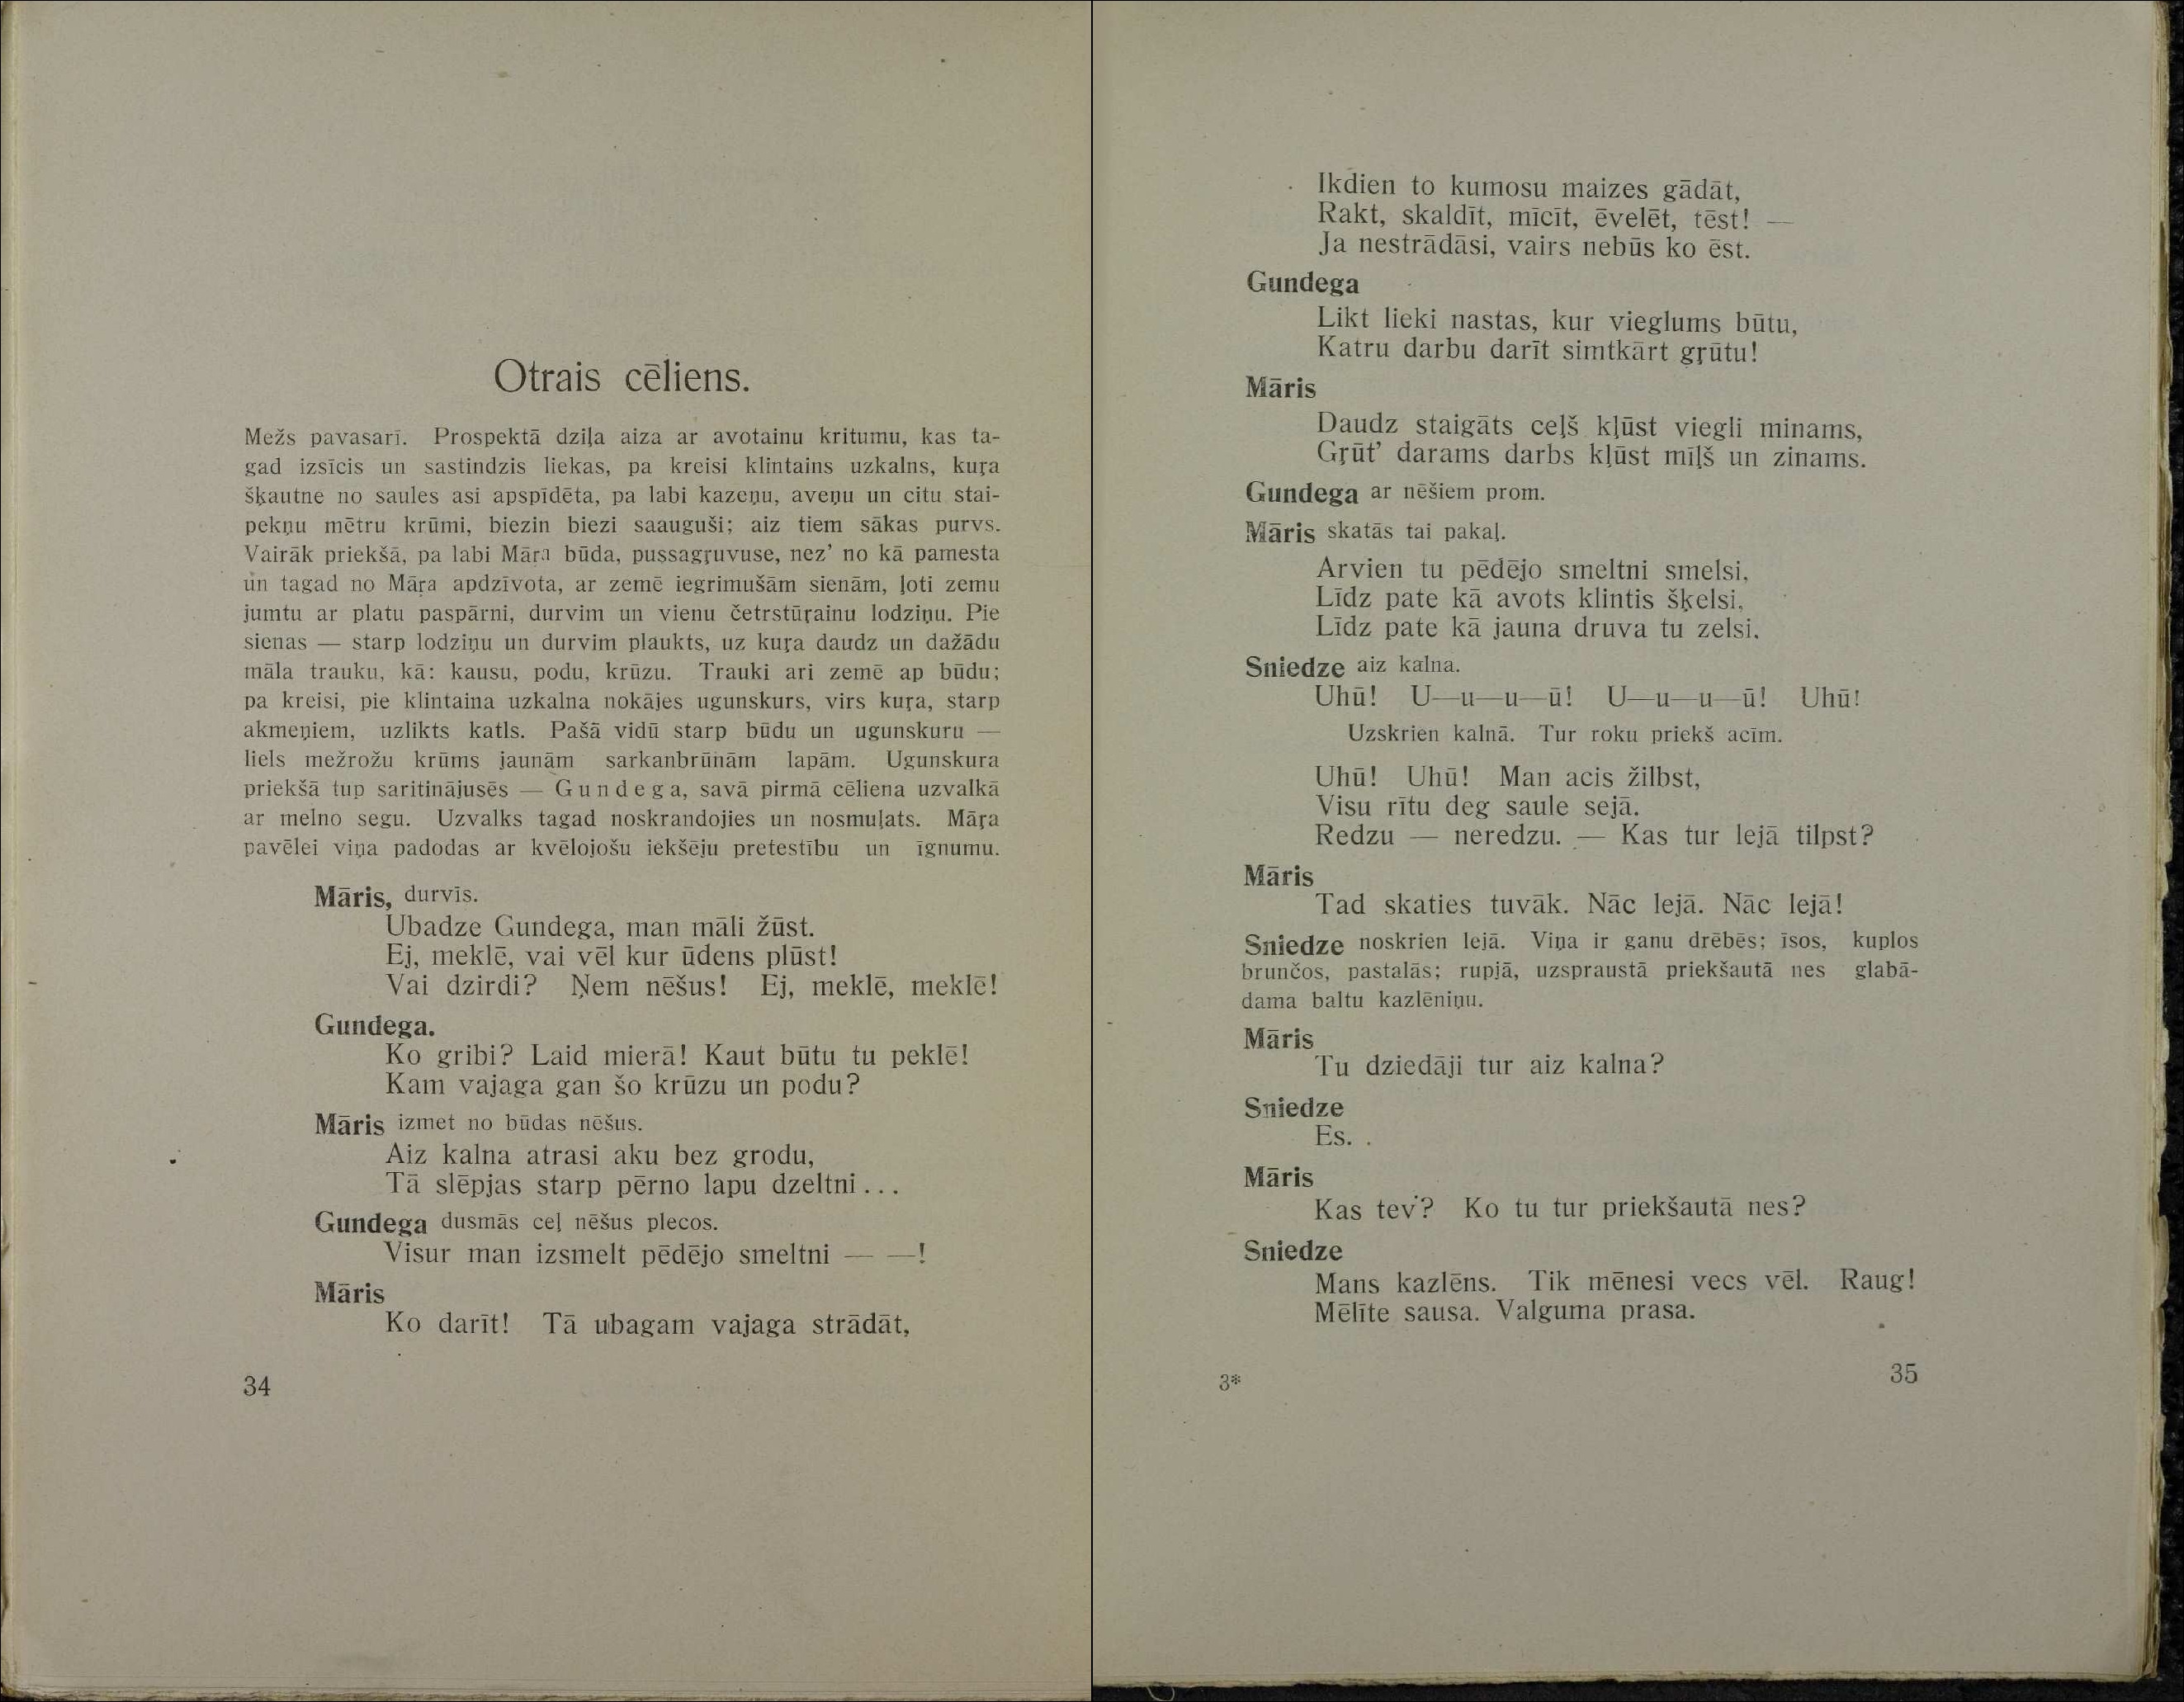 Otrais cēliens.
Mežs pavasarī. Prospektā dziļa aiza ar avotainu kritumu, kas ta-
gad izsīcis un sastindzis liekas, pa kreisi klintains uzkalns, kuŗa
šķautne no saules asi apspīdēta, pa labi kazeņu, aveņu un citu stai-
pekņu mētru krūmi, biezin biezi saauguši; aiz tiem sākas purvs.
Vairāk priekšā, pa labi Māŗa būda, pussagŗuvuse, nez’ no kā pamesta
un tagad no Māŗa apdzīvota, ar zemē iegrimušām sienām, ļoti zemu
jumtu ar platu paspārni, durvim un vienu četrstūŗainu lodziņu. Pie
sienas — starp lodziņu un durvim plaukts, uz kuŗa daudz un dažādu
māla trauku, kā: kausu, podu, krūzu. Trauki ari zemē ap būdu;
pa kreisi, pie klintaina uzkalna nokājes ugunskurs, virs kuŗa, starp
akmeņiem, uzlikts katls. Pašā vidū starp būdu un ugunskuru —
liels mežrožu krūms jaunām sarkanbrūnām lapām. Ugunskura
priekšā tup saritinājusēs — Gundega, savā pirmā cēliena uzvalkā
ar melno segu. Uzvalks tagad noskrandojies un nosmuļats. Māŗa
pavēlei viņa padodas ar kvēlojošu iekšēju pretestību un īgnumu.
Māris, durvīs.
Ubadze Gundega, man māli žūst.
Ej, meklē, vai vēl kur ūdens plūst!
Vai dzirdi? Ņem nēšus! Ej, meklē, meklē!
Gundega.
Ko gribi? Laid mierā! Kaut būtu tu peklē!
Kam vajaga gan šo krūzu un podu?
Māris izmet no būdas nēšus.
Aiz kalna atrasi aku bez grodu,
Tā slēpjas starp pērno lapu dzeltni...
Gundega dusmās ceļ nēšus plecos.
Visur man izsmelt pēdējo smeltni — —!
Māris
Ko darīt! Tā ubagam vajaga strādāt,
34
Ikdien to kumosu maizes gādāt,
Rakt, skaldīt, mīcīt, ēvelēt, tēst! —
Ja nestrādāsi, vairs nebūs ko ēst.
Gundega
Likt lieki nastas, kur vieglums būtu,
Katru darbu darīt simtkārt gŗūtu!
Māris
Daudz staigāts ceļš kļūst viegli minams,
Gŗūt’ darams darbs kļūst mīļš un zinams.
Gundega ar nēšiem prom.
Māris skatās tai pakaļ.
Arvien tu pēdējo smeltni smelsi,
Līdz pate kā avots klintis šķelsi,
Līdz pate kā jauna druva tu zelsi.
Sniedze aiz kalna.
Uhū! U—u—u—ū! U—u—u—ū! Uhū!
Uzskrien kalnā. Tur roku priekš acīm.
Uhū! Uhū! Man acis žilbst,
Visu rītu deg saule sejā.
Redzu — neredzu. — Kas tur lejā tilpst?
Māris
Tad skaties tuvāk. Nāc lejā. Nāc lejā!
Sniedze noskrien lejā. Viņa ir ganu drēbēs; īsos, kuplos
brunčos, pastalās; rupjā, uzspraustā priekšautā nes glabā-
dama baltu kazlēniņu.
Māris
Tu dziedāji tur aiz kalna?
Sniedze
Es. .
Māris
Kas tev? Ko tu tur priekšautā nes?
Sniedze
Mans kazlēns. Tik mēnesi vecs vēl. Raug!
Mēlīte sausa. Valguma prasa.
3*
35